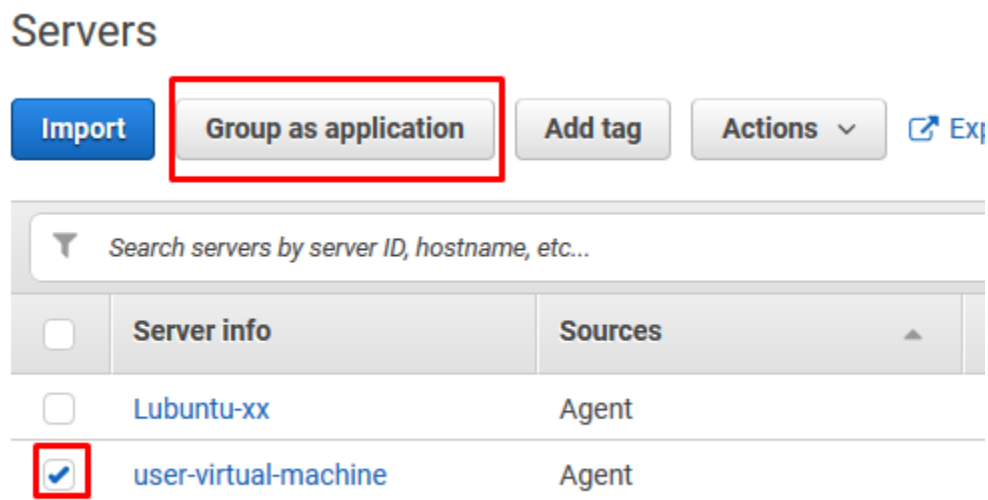 Servers
Import Group as application Add tag Actions Exp
Search servers by server ID, hostname, etc...
Server info Sources
Lubuntu-xx Agent
user-virtual-machine Agent